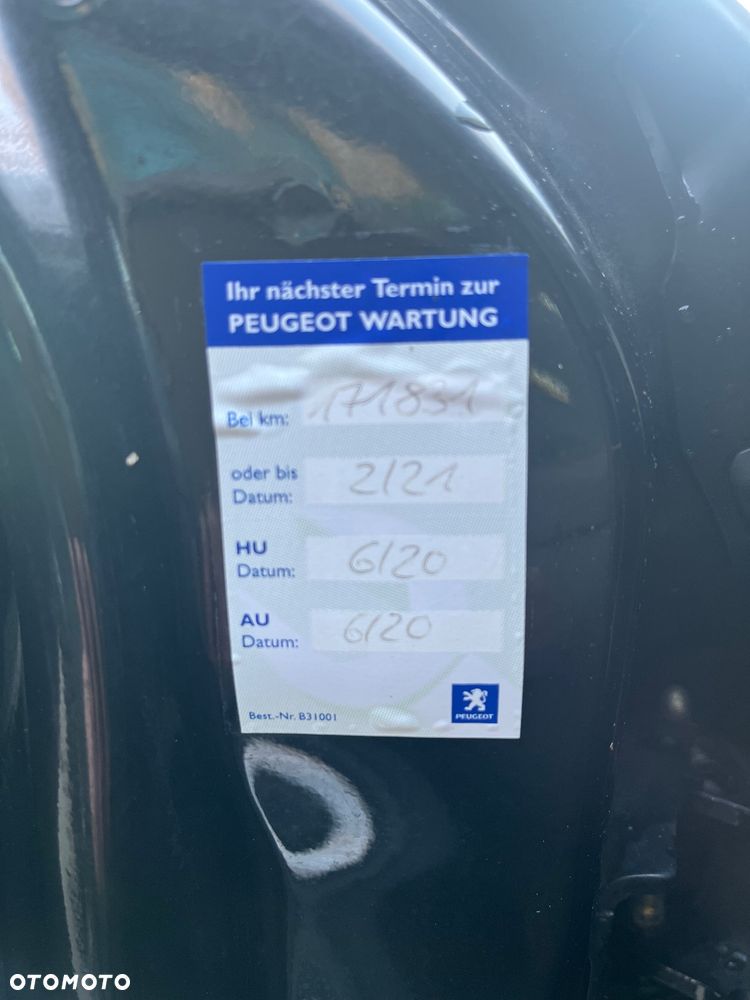 Ihr nächster Termin zur
PEUGEOT WARTUNG
Bei km: 171831
oder bis
Datum: 2/21
HU
Datum: 6/20
AU
Datum: 6/20
Best.-Nr. B31001
PEUGEOT
OTOMOTO